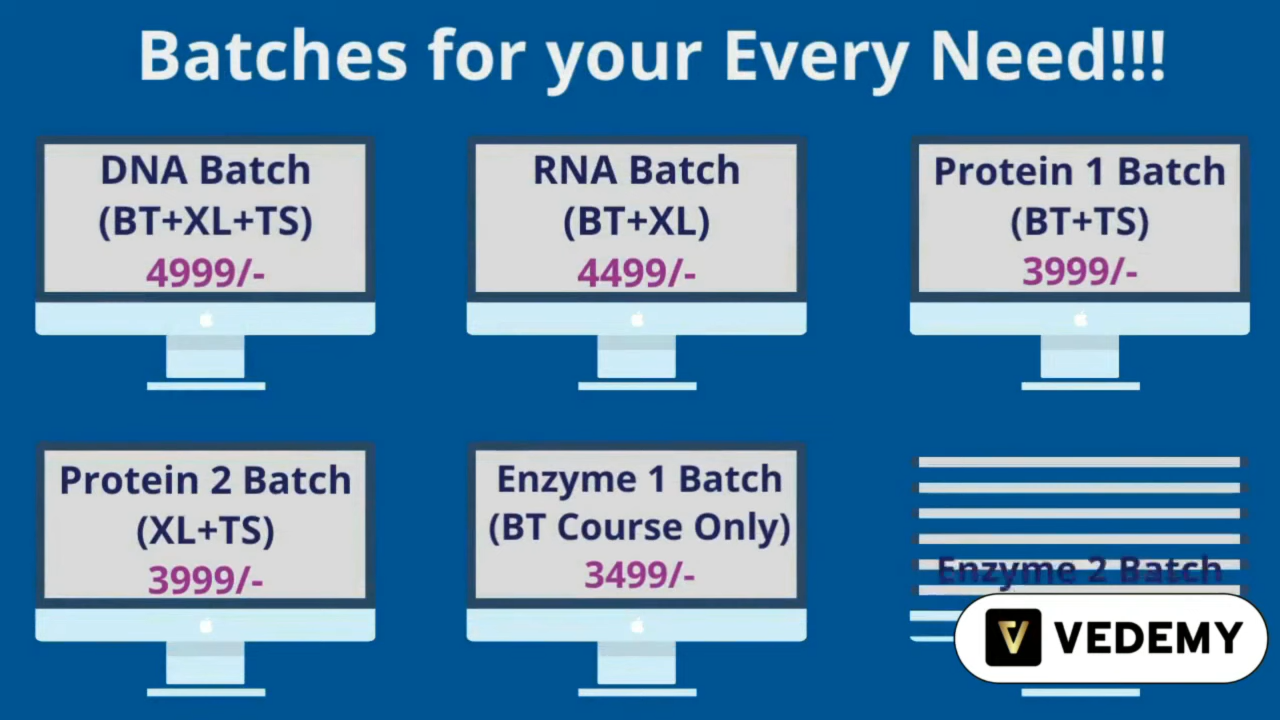 Batches for your Every Need!!!
DNA Batch
(BT+XL+TS)
4999/-
RNA Batch
(BT+XL)
4499/-
Protein 1 Batch
(BT+TS)
3999/-
Protein 2 Batch
(XL+TS)
3999/-
Enzyme 1 Batch
(BT Course Only)
3499/-
Enzyme 2 Batch
VEDEMY